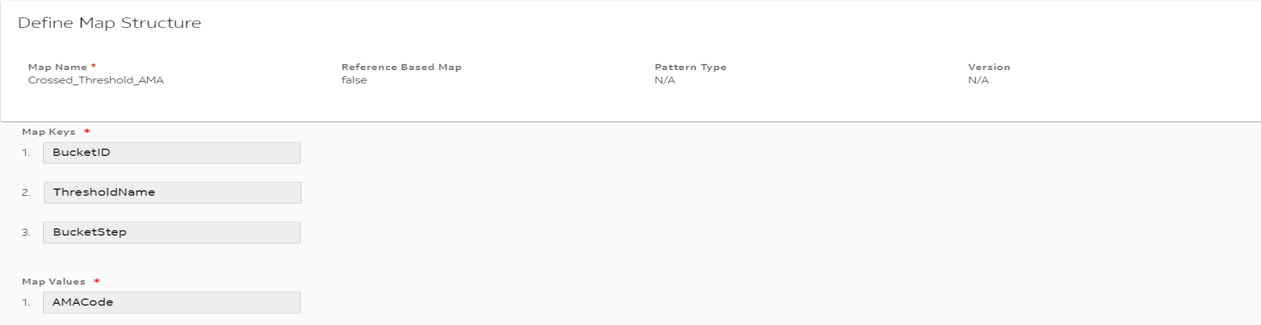 Define Map Structure
Map Name * Reference Based Map Pattern Type Version
Crossed_Threshold_AMA false N/A N/A
Map Keys *
1. BucketID
2. ThresholdName
3. BucketStep
Map Values *
1. AMACode